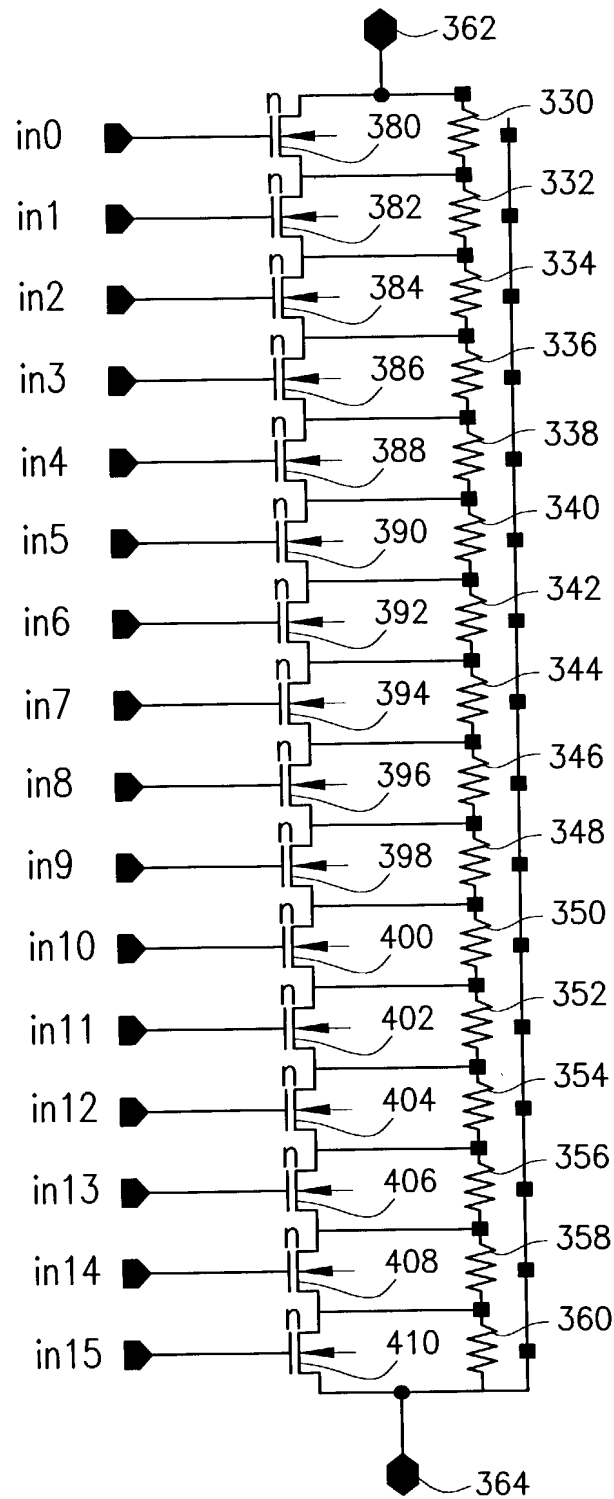 362
n 330
in0 380
n 332
in1 382
n 334
in2 384
n 336
in3 386
n 338
in4 388
n 340
in5 390
n 342
in6 392
n 344
in7 394
n 346
in8 396
n 348
in9 398
n 350
in10 400
n 352
in11 402
n 354
in12 404
n 356
in13 406
n 358
in14 408
n 360
in15 410
364